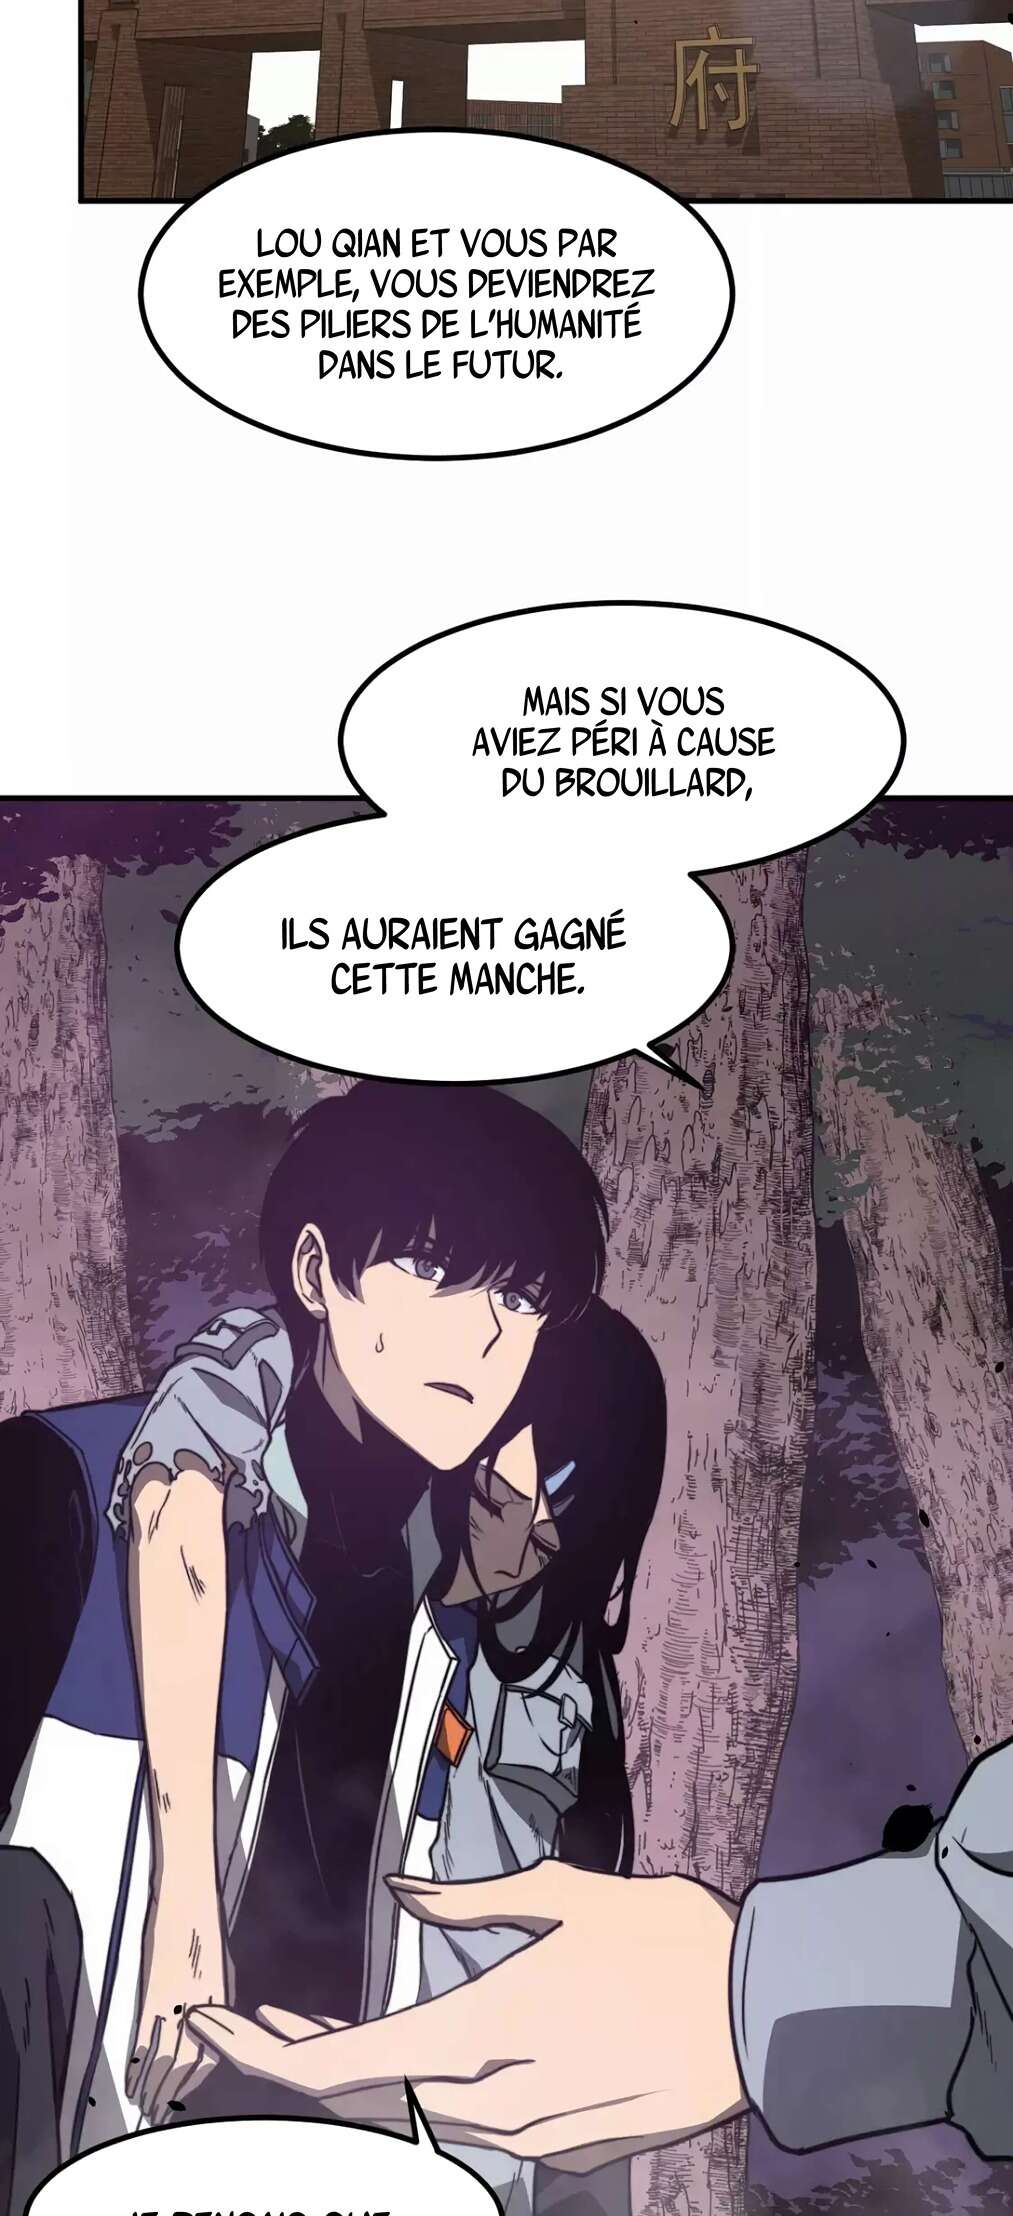 府
LOU QIAN ET VOUS PAR
EXEMPLE, VOUS DEVIENDREZ
DES PILIERS DE L'HUMANITÉ
DANS LE FUTUR.
MAIS SI VOUS
AVIEZ PÉRI À CAUSE
DU BROUILLARD,
ILS AURAIENT GAGNÉ
CETTE MANCHE.